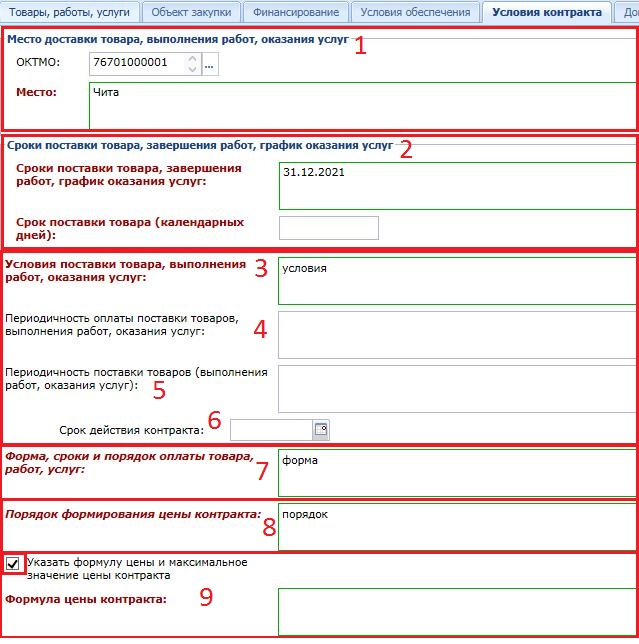 Товары, работы, услуги Объект закупки Финансирование Условия обеспечения Условия контракта
Место доставки товара, выполнения работ, оказания услуг 1
ОКТМО: 76701000001 ...
Место: Чита
Сроки поставки товара, завершения работ, график оказания услуг 2
Сроки поставки товара, завершения
работ, график оказания услуг:
31.12.2021
Срок поставки товара (календарных
дней):
Условия поставки товара, выполнения
работ, оказания услуг:
3
условия
Периодичность оплаты поставки товаров,
выполнения работ, оказания услуг:
4
Периодичность поставки товаров (выполнения
работ, оказания услуг):
5
Срок действия контракта: 6
Форма, сроки и порядок оплаты товара,
работ, услуг:
7
форма
Порядок формирования цены контракта: 8 порядок
Указать формулу цены и максимальное
значение цены контракта
Формула цены контракта: 9